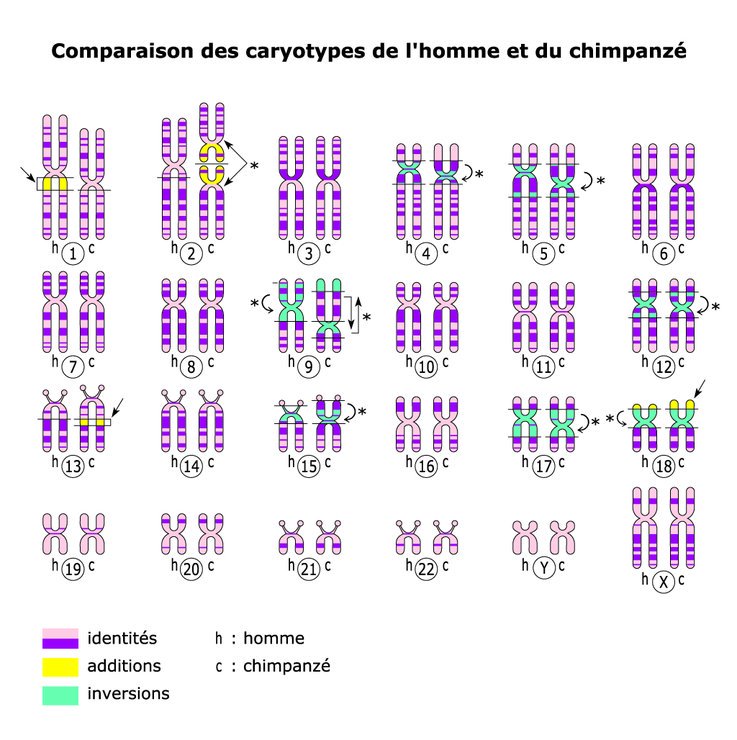 Comparaison des caryotypes de l'homme et du chimpanzé
*
*
*
h 1 c
h 2 c
h 3 c
h 4 c
h 5 c
h 6 c
*
*
*
h 7 c
h 8 c
h 9 c
h 10 c
h 11 c
h 12 c
*
* *
h 13 c
h 14 c
h 15 c
h 16 c
h 17 c
h 18 c
h 19 c
h 20 c
h 21 c
h 22 c
h Y c
h X c
identités h : homme
additions c : chimpanzé
inversions